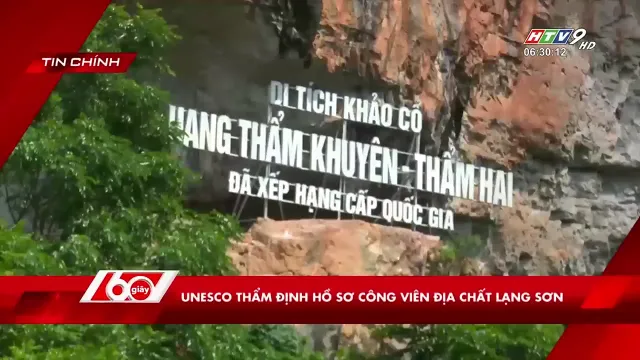 TIN CHÍNH
HTV9 HD
06:30:12
DI TÍCH KHẢO CỔ
HANG THẨM KHUYÊN - THẨM HAI
ĐÃ XẾP HẠNG CẤP QUỐC GIA
60 giây
UNESCO THẨM ĐỊNH HỒ SƠ CÔNG VIÊN ĐỊA CHẤT LẠNG SƠN